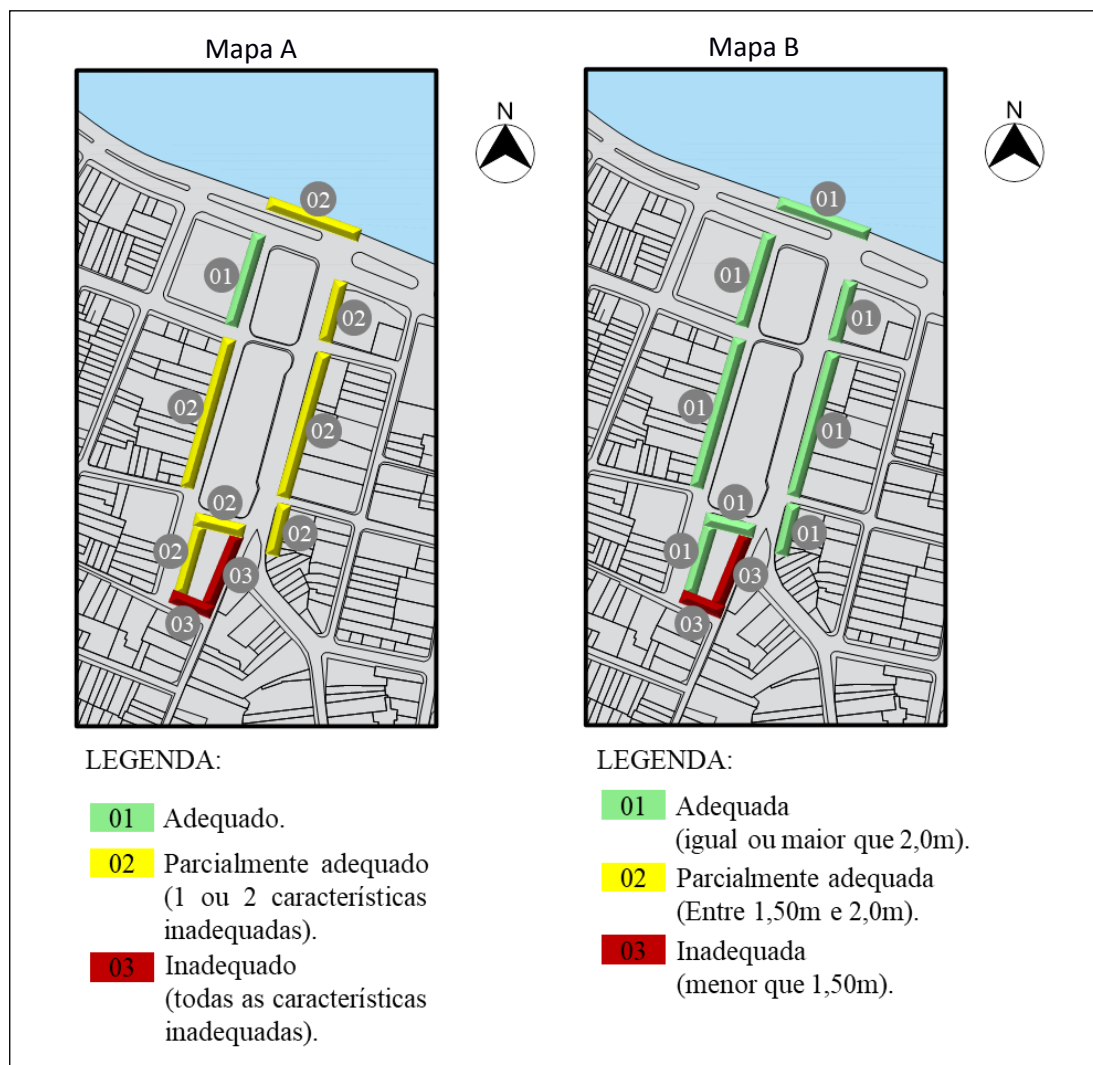 Mapa A
Mapa B
N
N
02
01
02
02
02
02
02
02
03
03
01
01
01
01
01
01
01
03
03
LEGENDA:
01 Adequado.
02 Parcialmente adequado
(1 ou 2 características
inadequadas).
03 Inadequado
(todas as características
inadequadas).
LEGENDA:
01 Adequada
(igual ou maior que 2,0m).
02 Parcialmente adequada
(Entre 1,50m e 2,0m).
03 Inadequada
(menor que 1,50m).